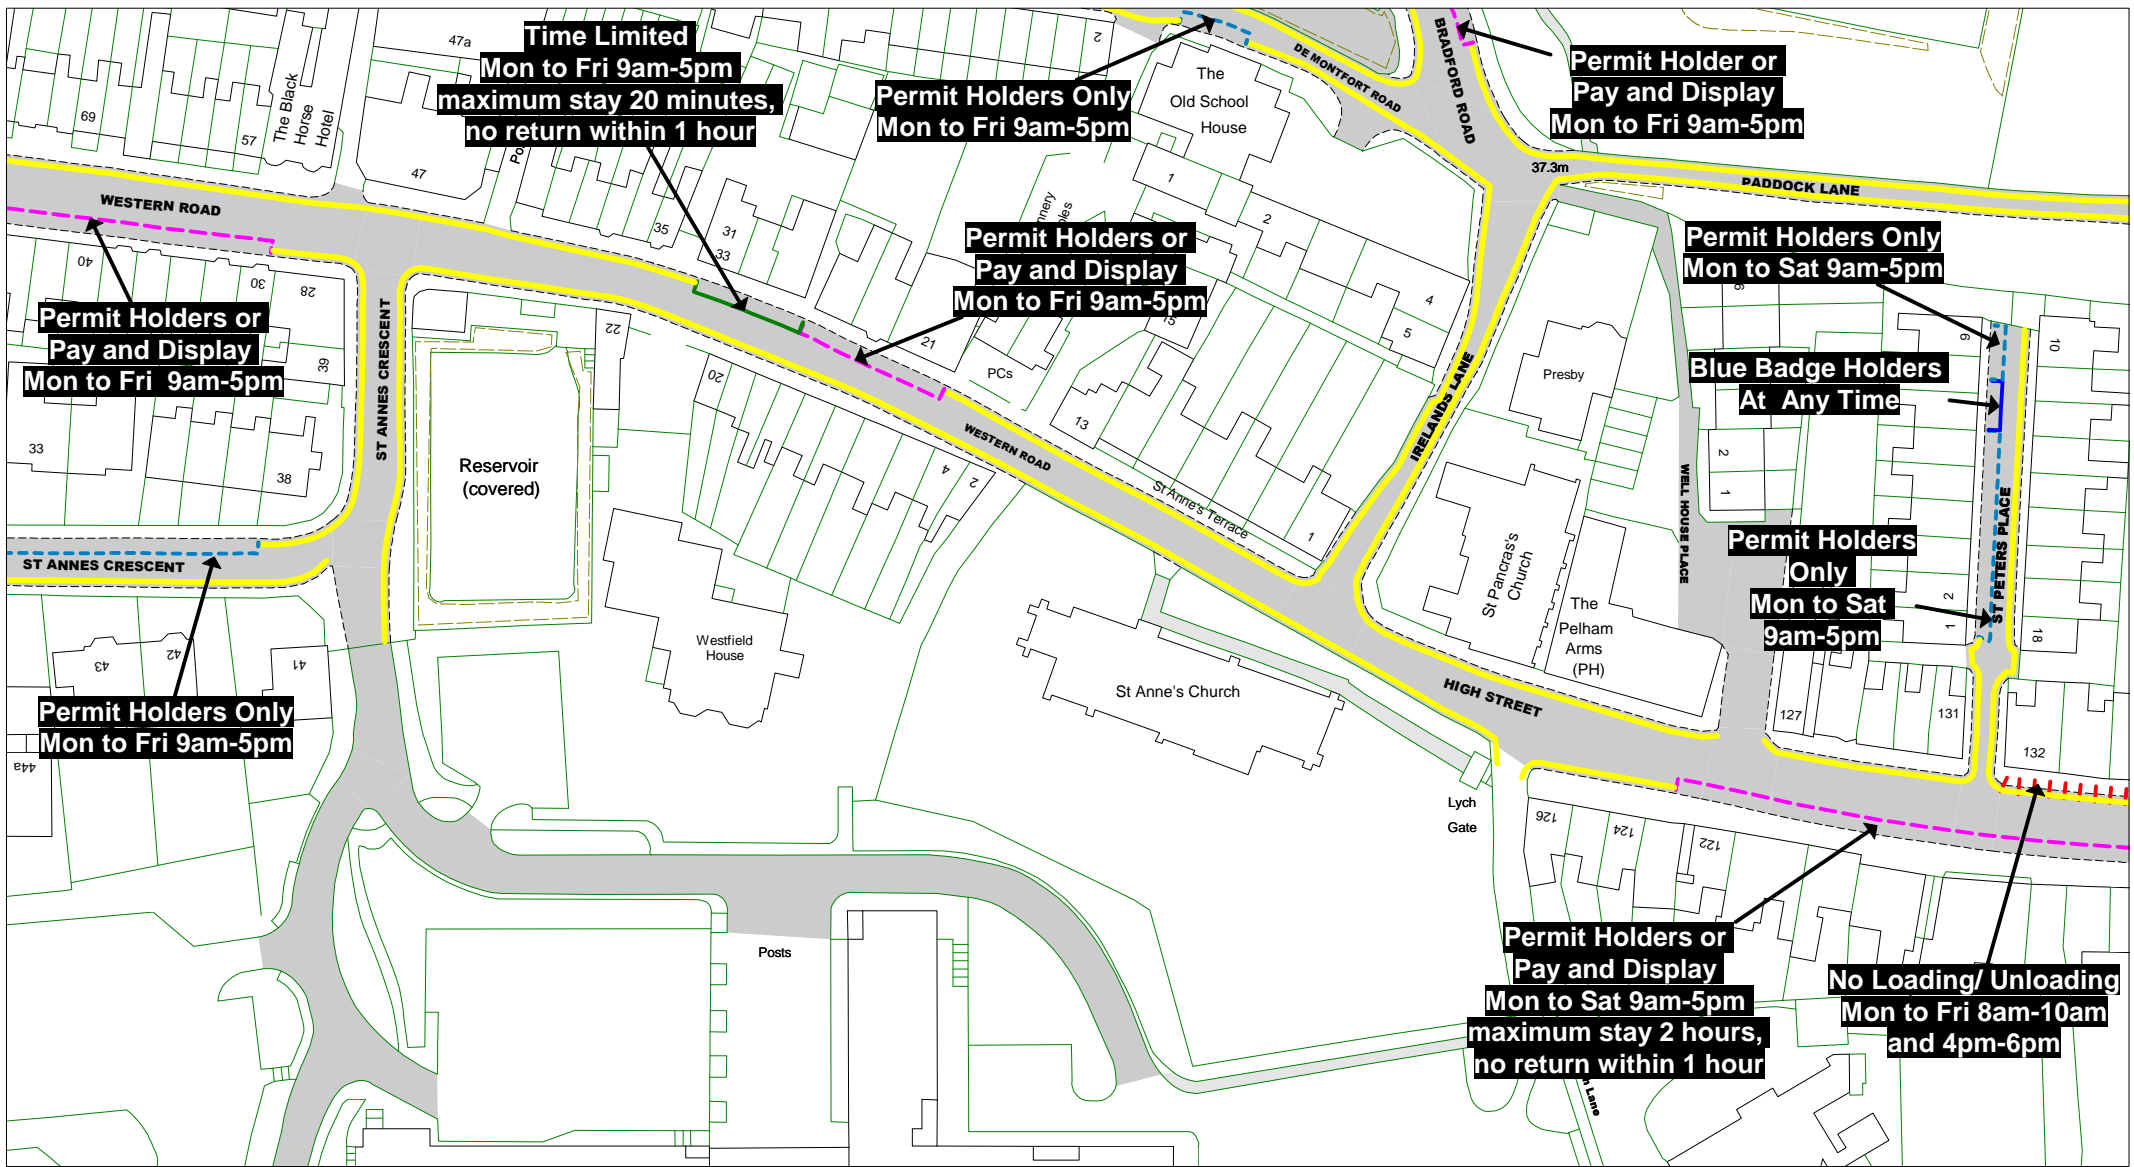 Time Limited
Mon to Fri 9am-5pm
maximum stay 20 minutes,
no return within 1 hour
Permit Holders Only
Mon to Fri 9am-5pm
Permit Holder or
Pay and Display
Mon to Fri 9am-5pm
47a
2
The
Old School
House
DE MONTFORT ROAD
BRADFORD ROAD
69
57
The Black
Horse
Hotel
47
37.3m
PADDOCK LANE
WESTERN ROAD
35
31
33
1
2
4
5
Permit Holders or
Pay and Display
Mon to Fri 9am-5pm
Permit Holders Only
Mon to Sat 9am-5pm
40
30
28
39
Permit Holders or
Pay and Display
Mon to Fri 9am-5pm
ST ANNES CRESCENT
22
20
21
PCs
15
13
Presby
6
10
Blue Badge Holders
At Any Time
33
38
Reservoir
(covered)
WESTERN ROAD
4
2
St Anne's Terrace
1
IRELANDS LANE
2
1
WELL HOUSE PLACE
ST PETERS PLACE
Permit Holders
Only
Mon to Sat
9am-5pm
2
1
18
ST ANNES CRESCENT
St Pancras's
Church
The
Pelham
Arms
(PH)
43
42
41
Westfield
House
St Anne's Church
HIGH STREET
127
131
132
Permit Holders Only
Mon to Fri 9am-5pm
44a
Lych
Gate
126
124
122
Posts
Permit Holders or
Pay and Display
Mon to Sat 9am-5pm
maximum stay 2 hours,
no return within 1 hour
No Loading/ Unloading
Mon to Fri 8am-10am
and 4pm-6pm
Lane